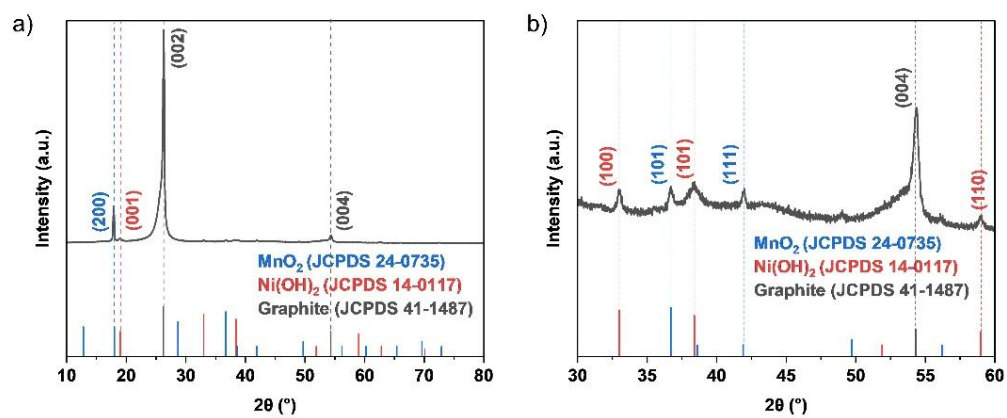 a)
Intensity (a.u.)
(200)
(001)
(002)
(004)
MnO₂ (JCPDS 24-0735)
Ni(OH)₂ (JCPDS 14-0117)
Graphite (JCPDS 41-1487)
10 20 30 40 50 60 70 80
2θ (°)
b)
Intensity (a.u.)
(100)
(101)
(101)
(111)
(004)
(110)
MnO₂ (JCPDS 24-0735)
Ni(OH)₂ (JCPDS 14-0117)
Graphite (JCPDS 41-1487)
30 35 40 45 50 55 60
2θ (°)